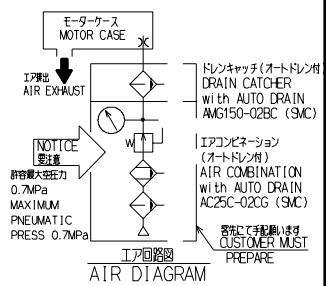 モーターケース
MOTOR CASE
エア排出
AIR EXHAUST
ドレンキャッチ(オートドレン付)
DRAIN CATCHER
with AUTO DRAIN
AMG150-02BC (SMC)
NOTICE
要注意
W
エアコンビネーション
(オートドレン付)
AIR COMBINATION
with AUTO DRAIN
AC25C-02CG (SMC)
許容最大空圧力
0.7MPa
MAXIMUM
PNEUMATIC
PRESS 0.7MPa
客先にて手配願います
CUSTOMER MUST
PREPARE
エア回路図
AIR DIAGRAM